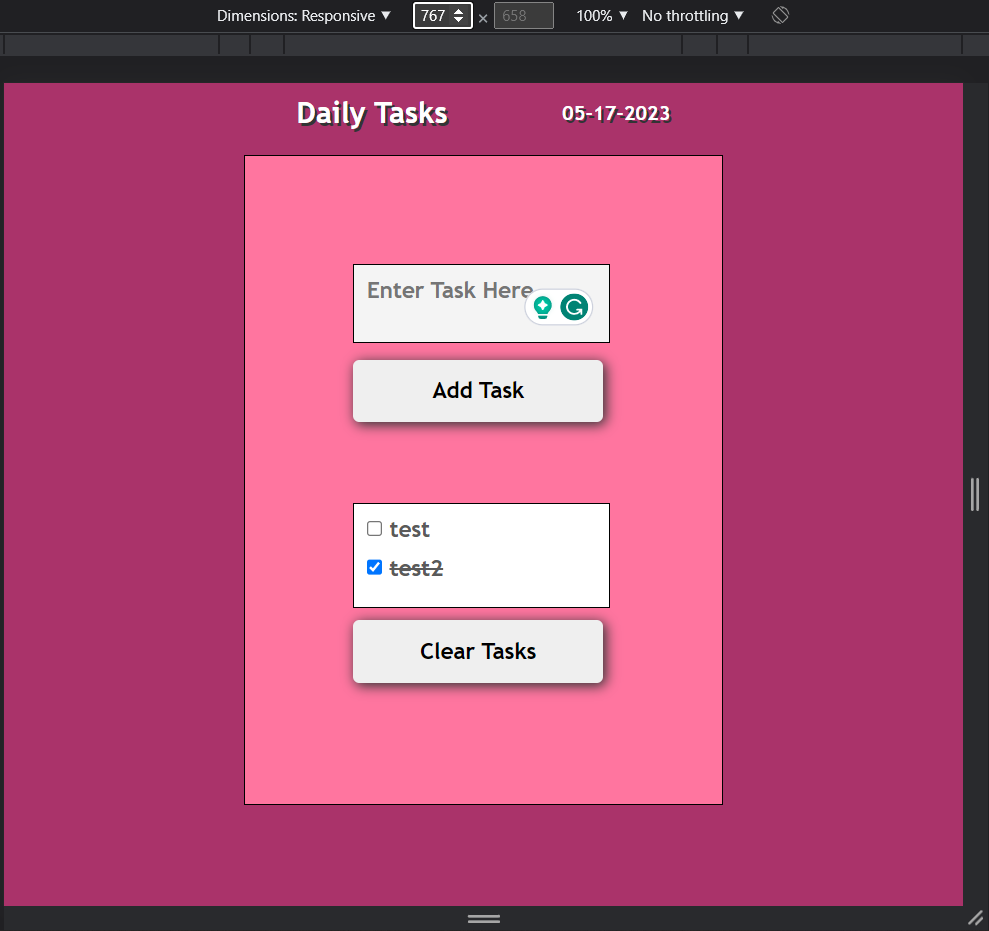 Dimensions: Responsive ▼ 767 × 658 100% ▼ No throttling ▼
Daily Tasks 05-17-2023
Enter Task Here
Add Task
test
test2
Clear Tasks